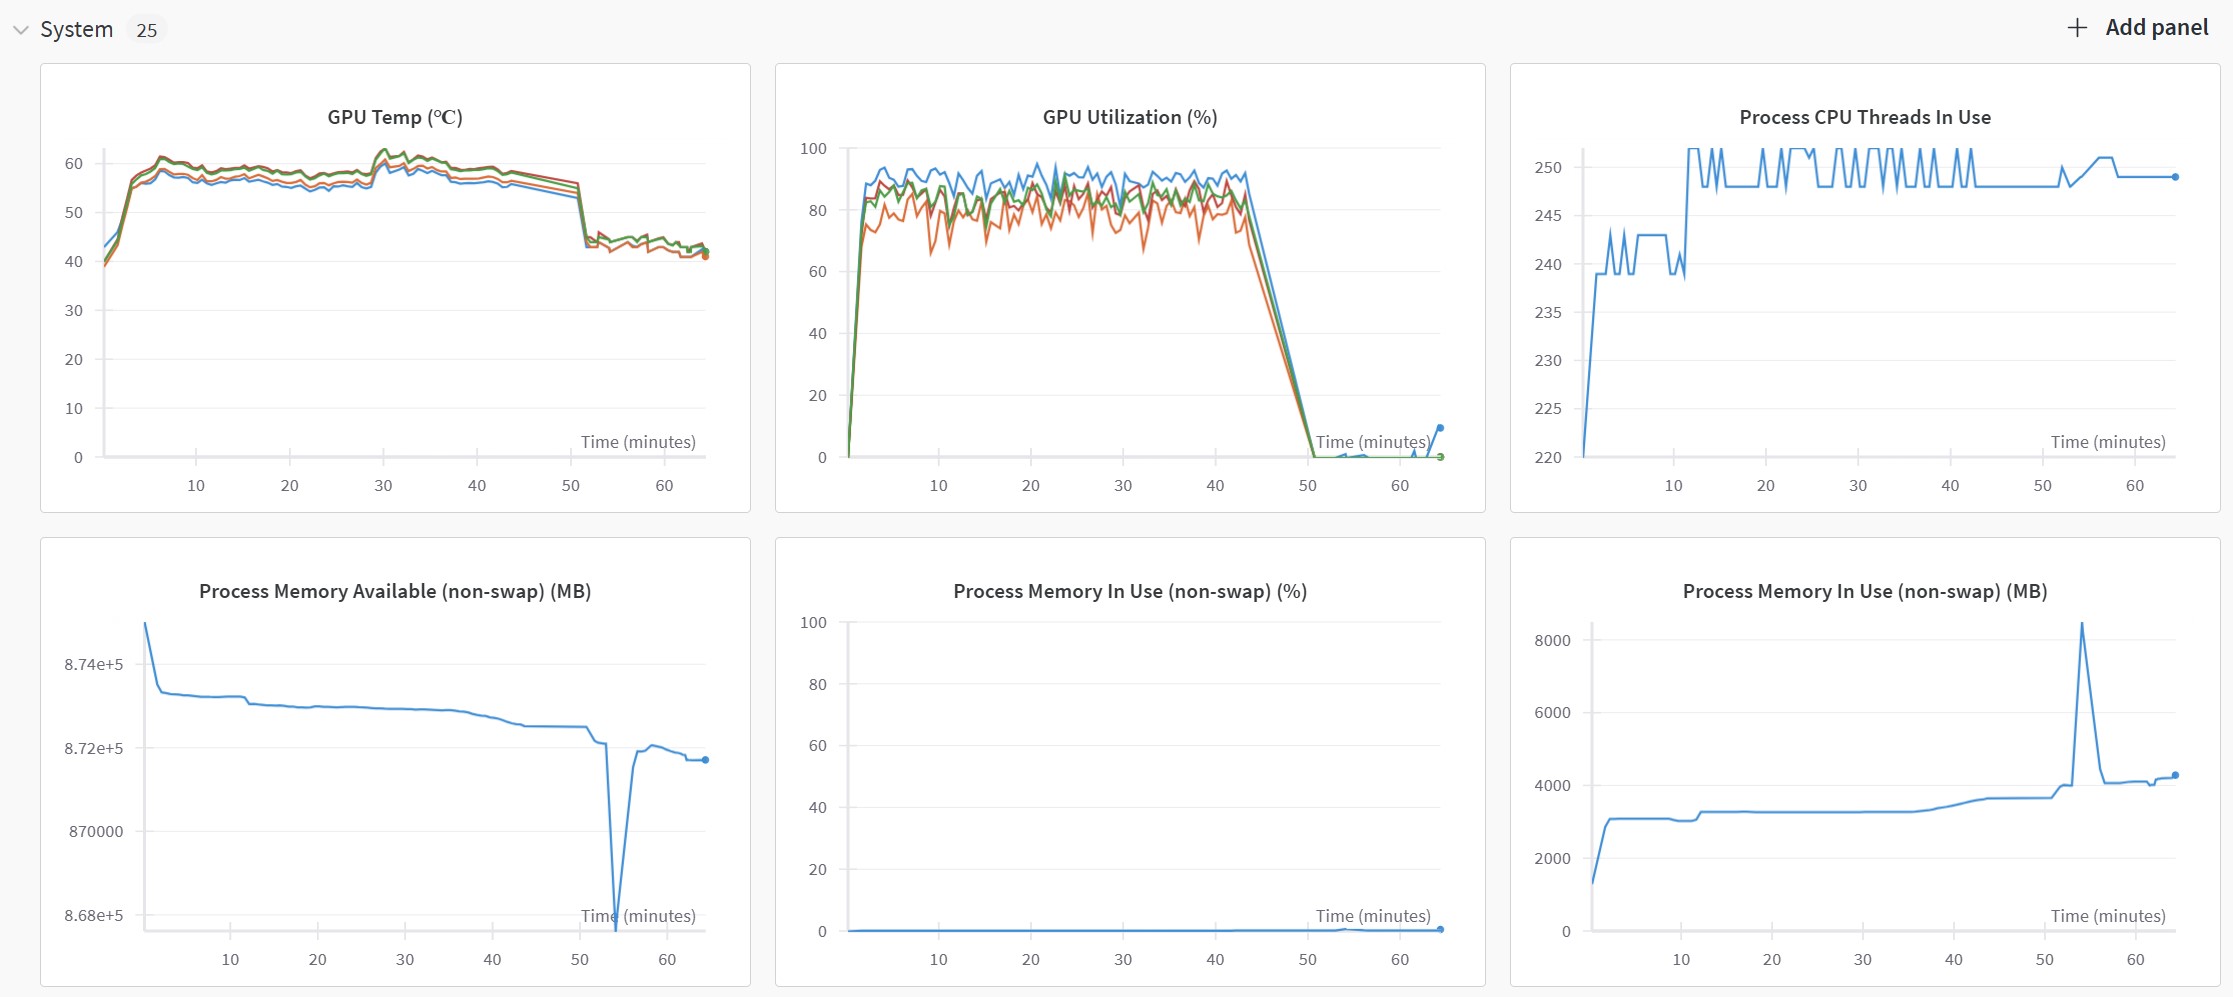 System 25
+ Add panel
GPU Temp (℃)
60
50
40
30
20
10
0
Time (minutes)
10 20 30 40 50 60
GPU Utilization (%)
100
80
60
40
20
0
Time (minutes)
10 20 30 40 50 60
Process CPU Threads In Use
250
245
240
235
230
225
220
Time (minutes)
10 20 30 40 50 60
Process Memory Available (non-swap) (MB)
8.74e+5
8.72e+5
870000
8.68e+5
Time (minutes)
10 20 30 40 50 60
Process Memory In Use (non-swap) (%)
100
80
60
40
20
0
Time (minutes)
10 20 30 40 50 60
Process Memory In Use (non-swap) (MB)
8000
6000
4000
2000
0
Time (minutes)
10 20 30 40 50 60